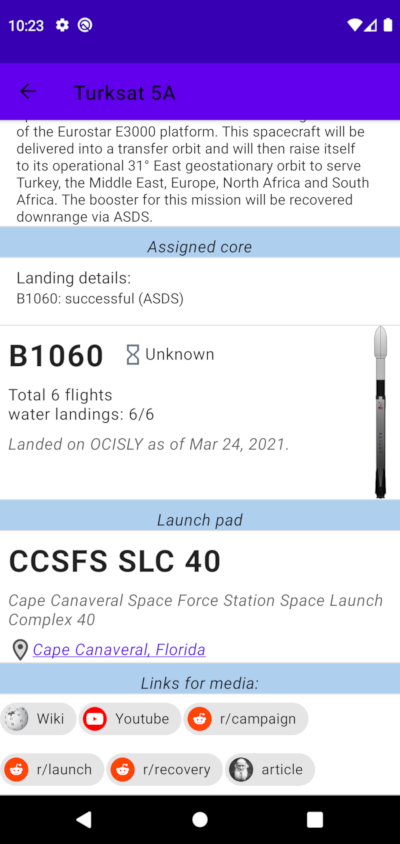 10:23
Turksat 5A
of the Eurostar E3000 platform. This spacecraft will be
delivered into a transfer orbit and will then raise itself
to its operational 31° East geostationary orbit to serve
Turkey, the Middle East, Europe, North Africa and South
Africa. The booster for this mission will be recovered
downrange via ASDS.
Assigned core
Landing details:
B1060: successful (ASDS)
B1060 Unknown
Total 6 flights
water landings: 6/6
Landed on OCISLY as of Mar 24, 2021.
Launch pad
CCSFS SLC 40
Cape Canaveral Space Force Station Space Launch
Complex 40
Cape Canaveral, Florida
Links for media:
Wiki Youtube r/campaign
r/launch r/recovery article